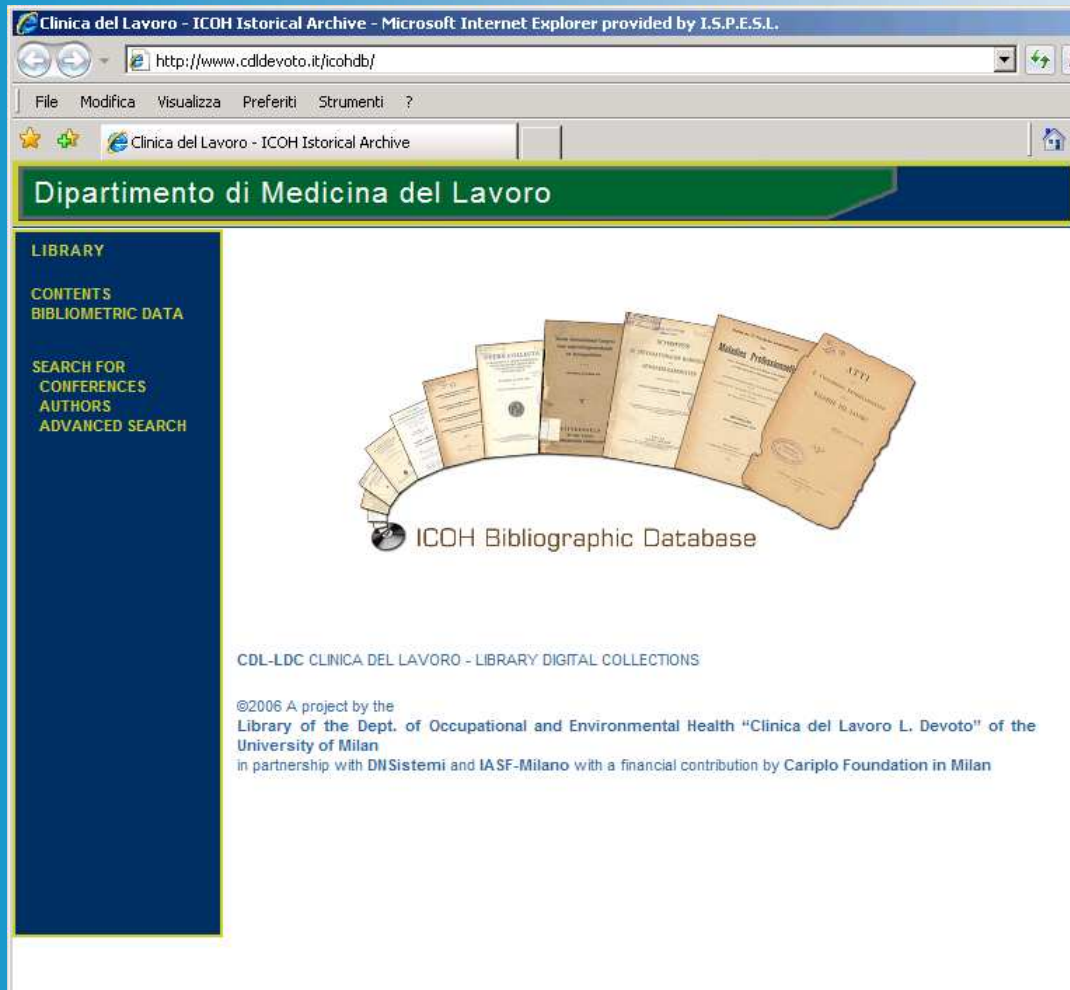 Clinica del Lavoro - ICOH Istorical Archive - Microsoft Internet Explorer provided by I.S.P.E.S.L.
http://www.cdldevoto.it/icohdb/
File Modifica Visualizza Preferiti Strumenti ?
Clinica del Lavoro - ICOH Istorical Archive
Dipartimento di Medicina del Lavoro
LIBRARY
CONTENTS
BIBLIOMETRIC DATA
SEARCH FOR
CONFERENCES
AUTHORS
ADVANCED SEARCH
Maladies Professionnelles
ATTI
ICOH Bibliographic Database
CDL-LDC CLINICA DEL LAVORO - LIBRARY DIGITAL COLLECTIONS
©2006 A project by the
Library of the Dept. of Occupational and Environmental Health “Clinica del Lavoro L. Devoto” of the
University of Milan
in partnership with DNSistemi and IASF-Milano with a financial contribution by Cariplo Foundation in Milan